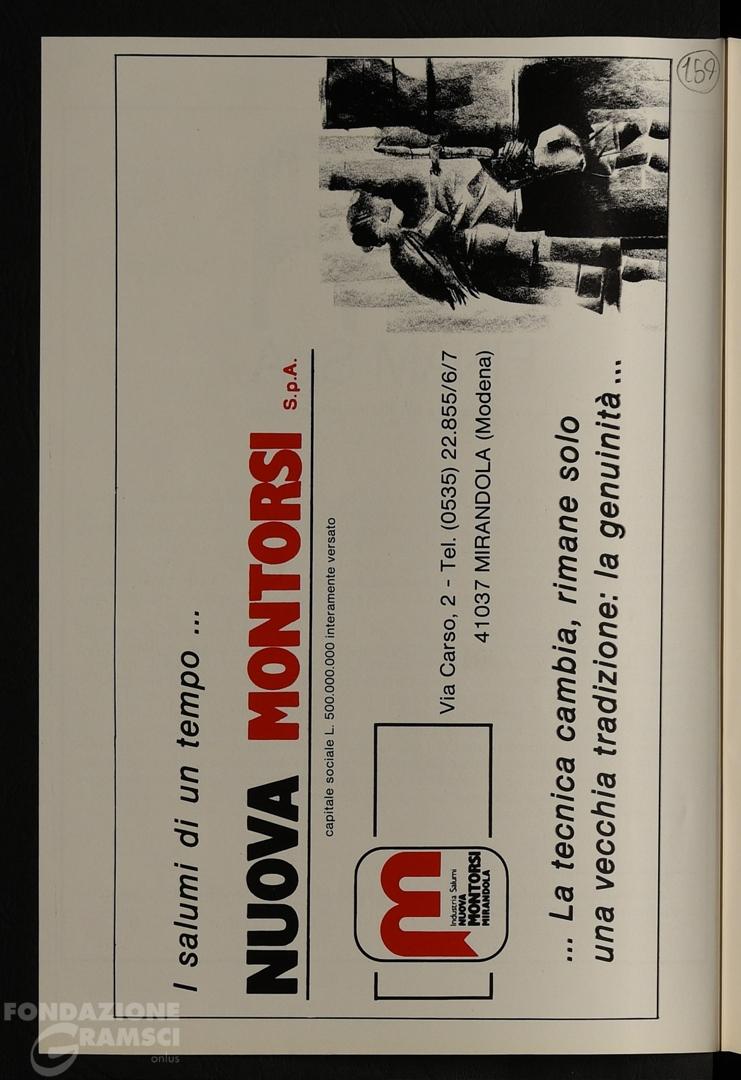 159
I salumi di un tempo ...
NUOVA MONTORSI S.p.A.
capitale sociale L. 500.000.000 interamente versato
Industria Salumi
NUOVA
MONTORSI
MIRANDOLA
Via Carso, 2 - Tel. (0535) 22.855/6/7
41037 MIRANDOLA (Modena)
... La tecnica cambia, rimane solo
una vecchia tradizione: la genuinità ...
FONDAZIONE
GRAMSCI
onlus